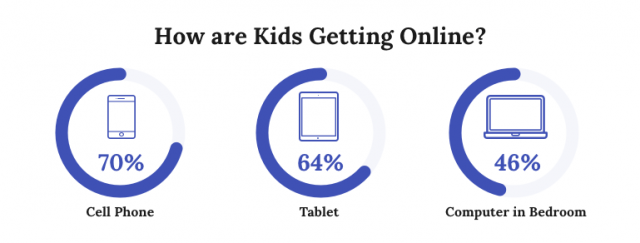 How are Kids Getting Online?
70%
64%
46%
Cell Phone
Tablet
Computer in Bedroom